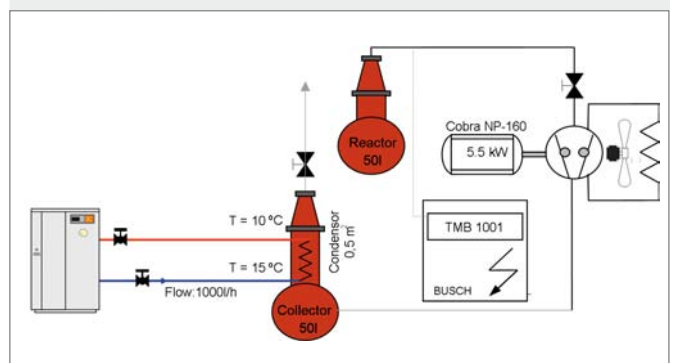 Cobra NP-160
5.5 kW
Reactor
50l
T = 10 °C
Condensor
0,5 m²
TMB 1001
T = 15 ºC
Flow:1000l/h
Collector
50l
BUSCH